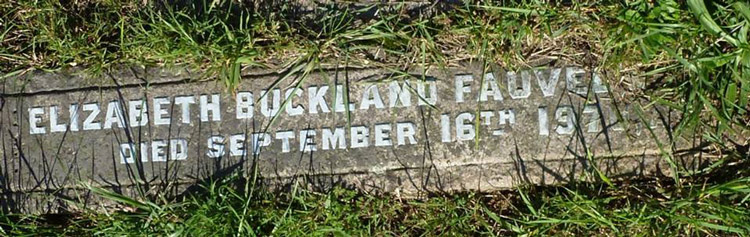 ELIZABETH BUCKLAND FAUVEL
DIED SEPTEMBER 16TH